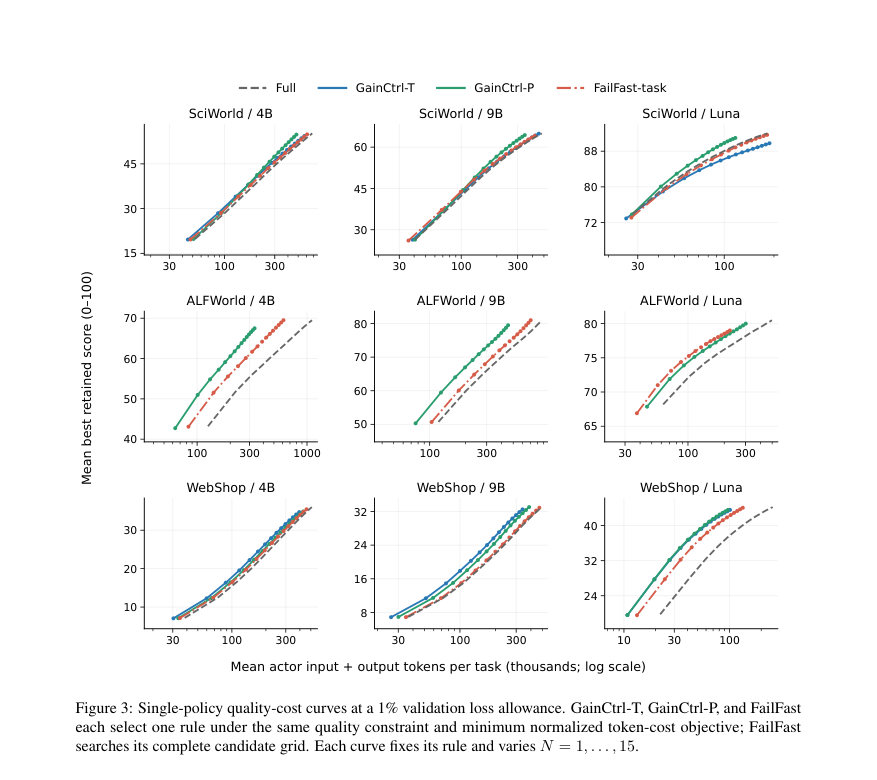 Full GainCtrl-T GainCtrl-P FailFast-task
SciWorld / 4B SciWorld / 9B SciWorld / Luna
45
30
15
30 100 300
60
45
30
30 100 300
88
80
72
30 100
Mean best retained score (0–100)
ALFWorld / 4B ALFWorld / 9B ALFWorld / Luna
70
60
50
40
100 300 1000
80
70
60
50
100 300
80
75
70
65
30 100 300
WebShop / 4B WebShop / 9B WebShop / Luna
30
20
10
30 100 300
32
24
16
8
30 100 300
40
32
24
10 30 100
Mean actor input + output tokens per task (thousands; log scale)
Figure 3: Single-policy quality-cost curves at a 1% validation loss allowance. GainCtrl-T, GainCtrl-P, and FailFast
each select one rule under the same quality constraint and minimum normalized token-cost objective; FailFast
searches its complete candidate grid. Each curve fixes its rule and varies N = 1, . . . , 15.